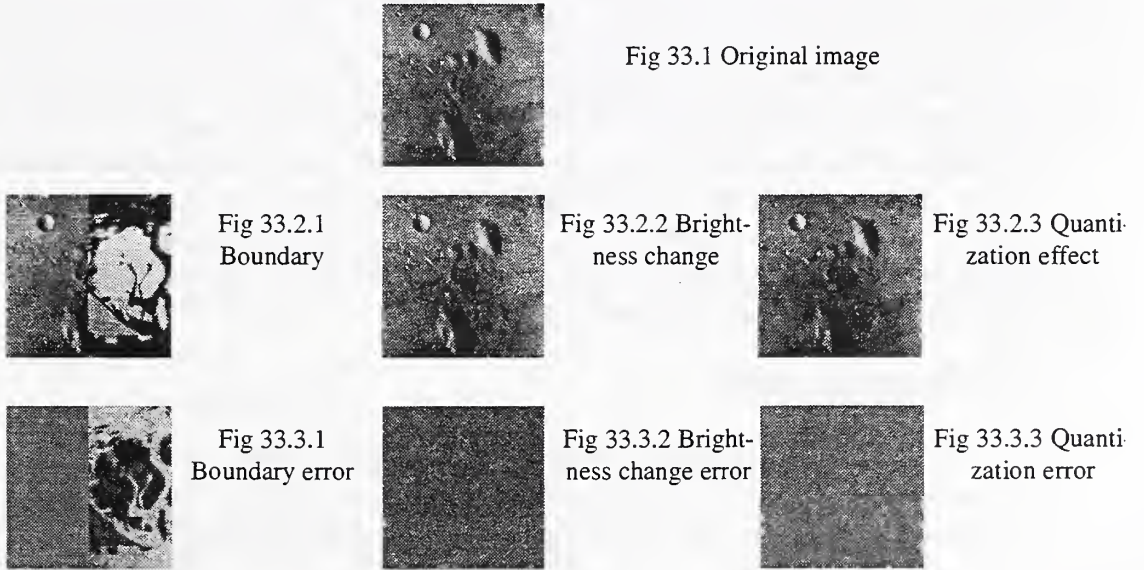 Fig 33.1 Original image
Fig 33.2.1
Boundary
Fig 33.2.2 Bright-
ness change
Fig 33.2.3 Quanti-
zation effect
Fig 33.3.1
Boundary error
Fig 33.3.2 Bright-
ness change error
Fig 33.3.3 Quanti-
zation error